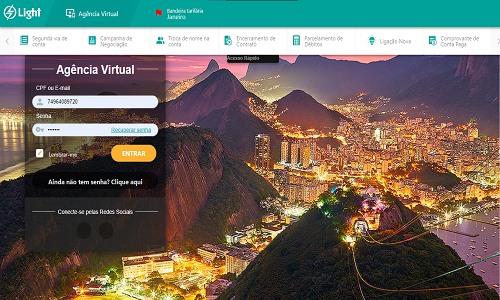 Light
Agência Virtual
Bandeira tarifária
Janeiro
Segunda via de
conta
Campanha de
Negociação
Troca de nome na
conta
Encerramento de
Contrato
Parcelamento de
Débitos
Ligação Nova
Comprovante de
Conta Paga
Acesso Rápido
Agência Virtual
CPF ou E-mail
74964089720
Senha
Recuperar senha
Lembrar-me
ENTRAR
Ainda não tem senha? Clique aqui
Conecte-se pelas Redes Sociais